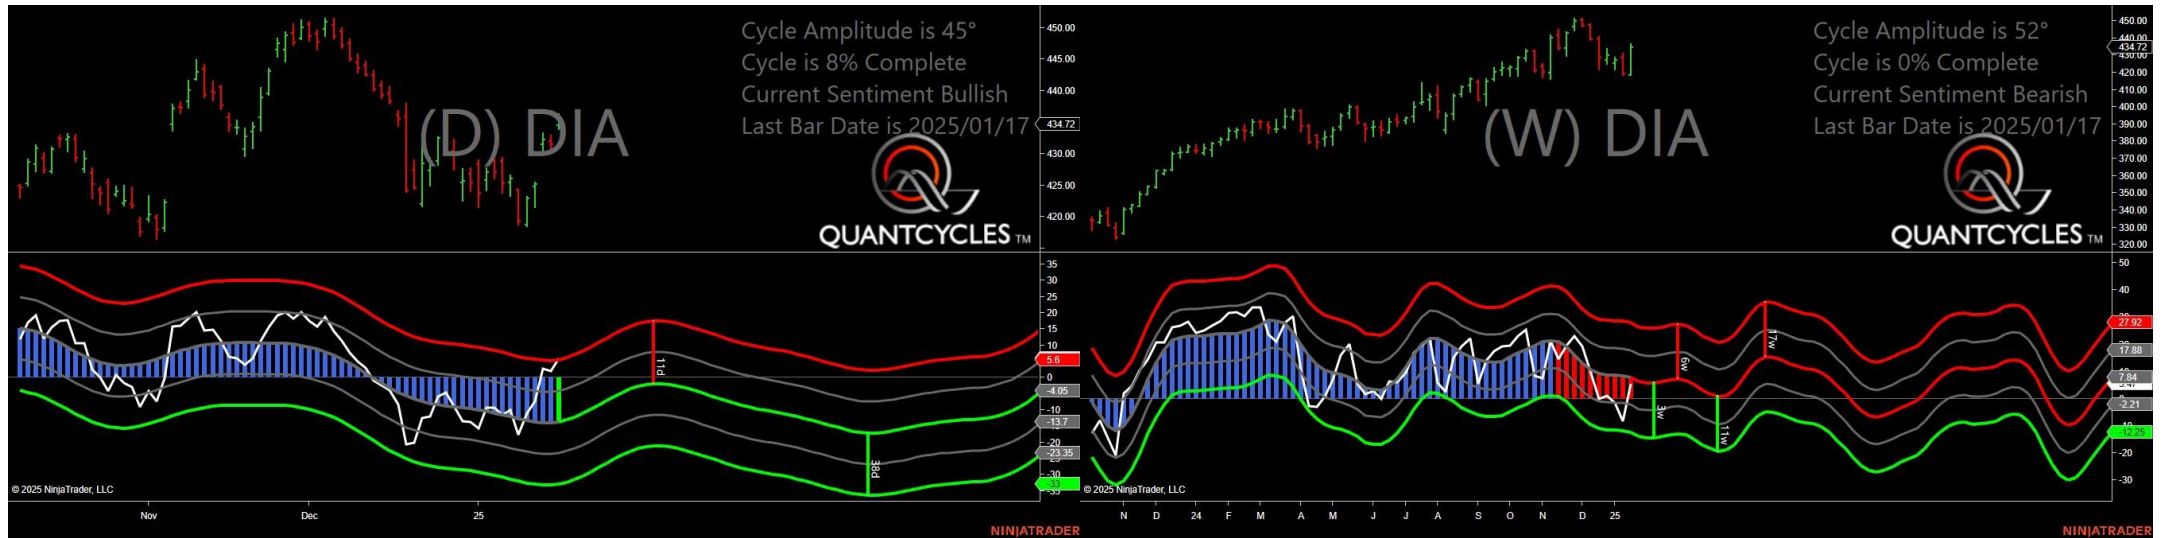 Cycle Amplitude is 45°
Cycle is 8% Complete
Current Sentiment Bullish
Last Bar Date is 2025/01/17
(D) DIA
QUANTCYCLES TM
450.00
445.00
440.00
434.72
430.00
425.00
420.00
35
30
25
20
15
10
5.6
0
-4.05
-10
-13.7
-20
-23.35
-30
-33
11d
38d
© 2025 NinjaTrader, LLC
Nov
Dec
25
NINJATRADER
Cycle Amplitude is 52°
Cycle is 0% Complete
Current Sentiment Bearish
Last Bar Date is 2025/01/17
(W) DIA
QUANTCYCLES TM
450.00
440.00
434.72
430.00
420.00
410.00
400.00
390.00
380.00
370.00
360.00
350.00
340.00
330.00
320.00
50
40
27.92
17.88
7.84
-2.21
-12.25
-20
-30
6w
17w
3w
11w
© 2025 NinjaTrader, LLC
N
D
24
F
M
A
M
J
J
A
S
O
N
D
25
NINJATRADER